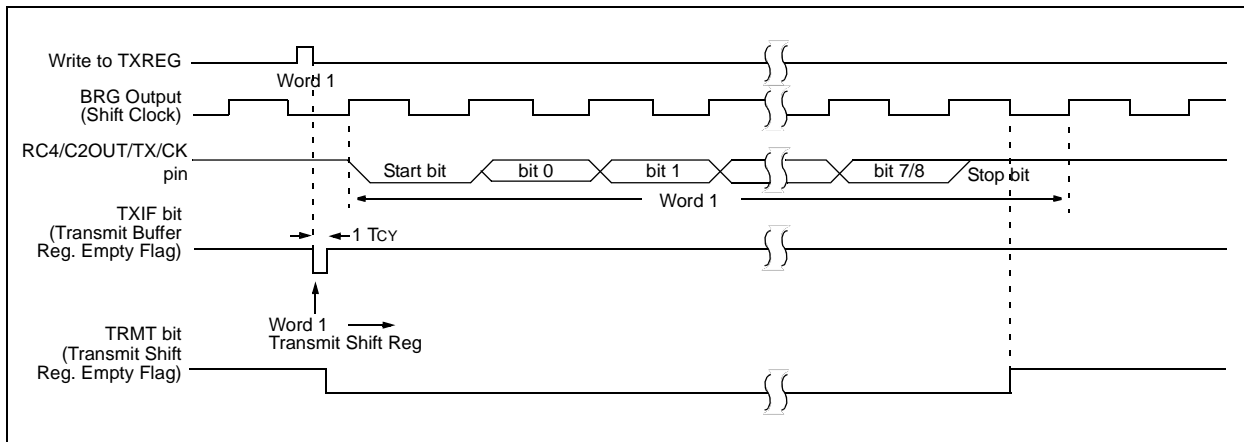 Write to TXREG
Word 1
BRG Output
(Shift Clock)
RC4/C2OUT/TX/CK
pin
Start bit
bit 0
bit 1
bit 7/8
Stop bit
Word 1
TXIF bit
(Transmit Buffer
Reg. Empty Flag)
1 TCY
Word 1
Transmit Shift Reg
TRMT bit
(Transmit Shift
Reg. Empty Flag)